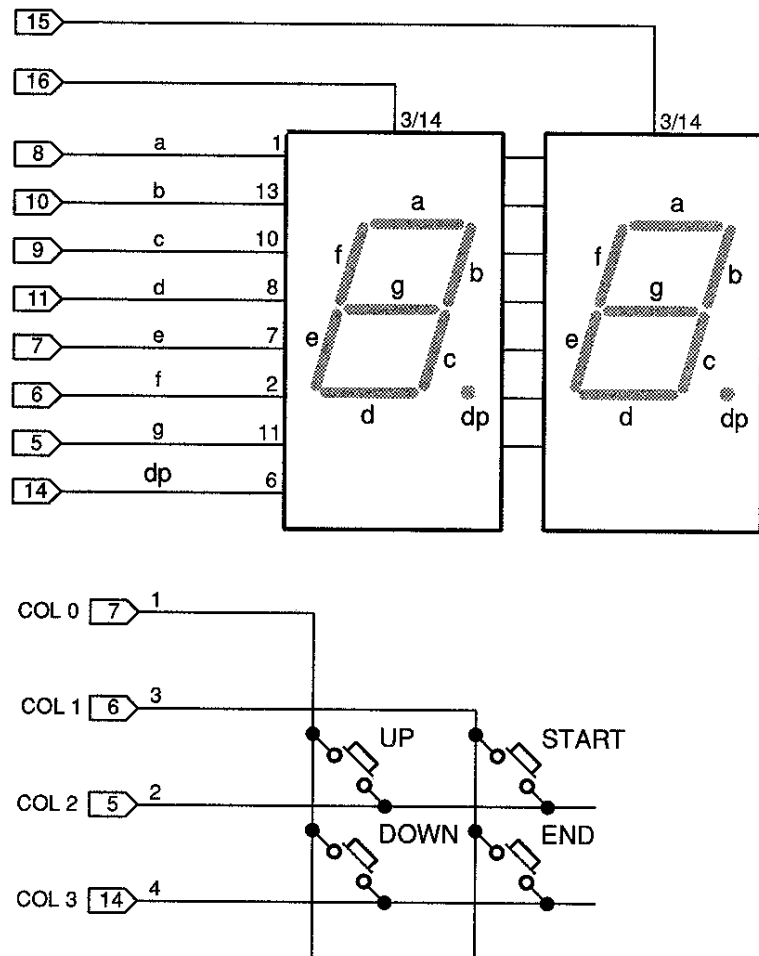 15
16
3/14 3/14
8 a 1
10 b 13
9 c 10
11 d 8
7 e 7
6 f 2
5 g 11
14 dp 6
a a
f b f b
g g
e c e c
d dp d dp
COL 0 7 1
COL 1 6 3
UP START
COL 2 5 2
DOWN END
COL 3 14 4